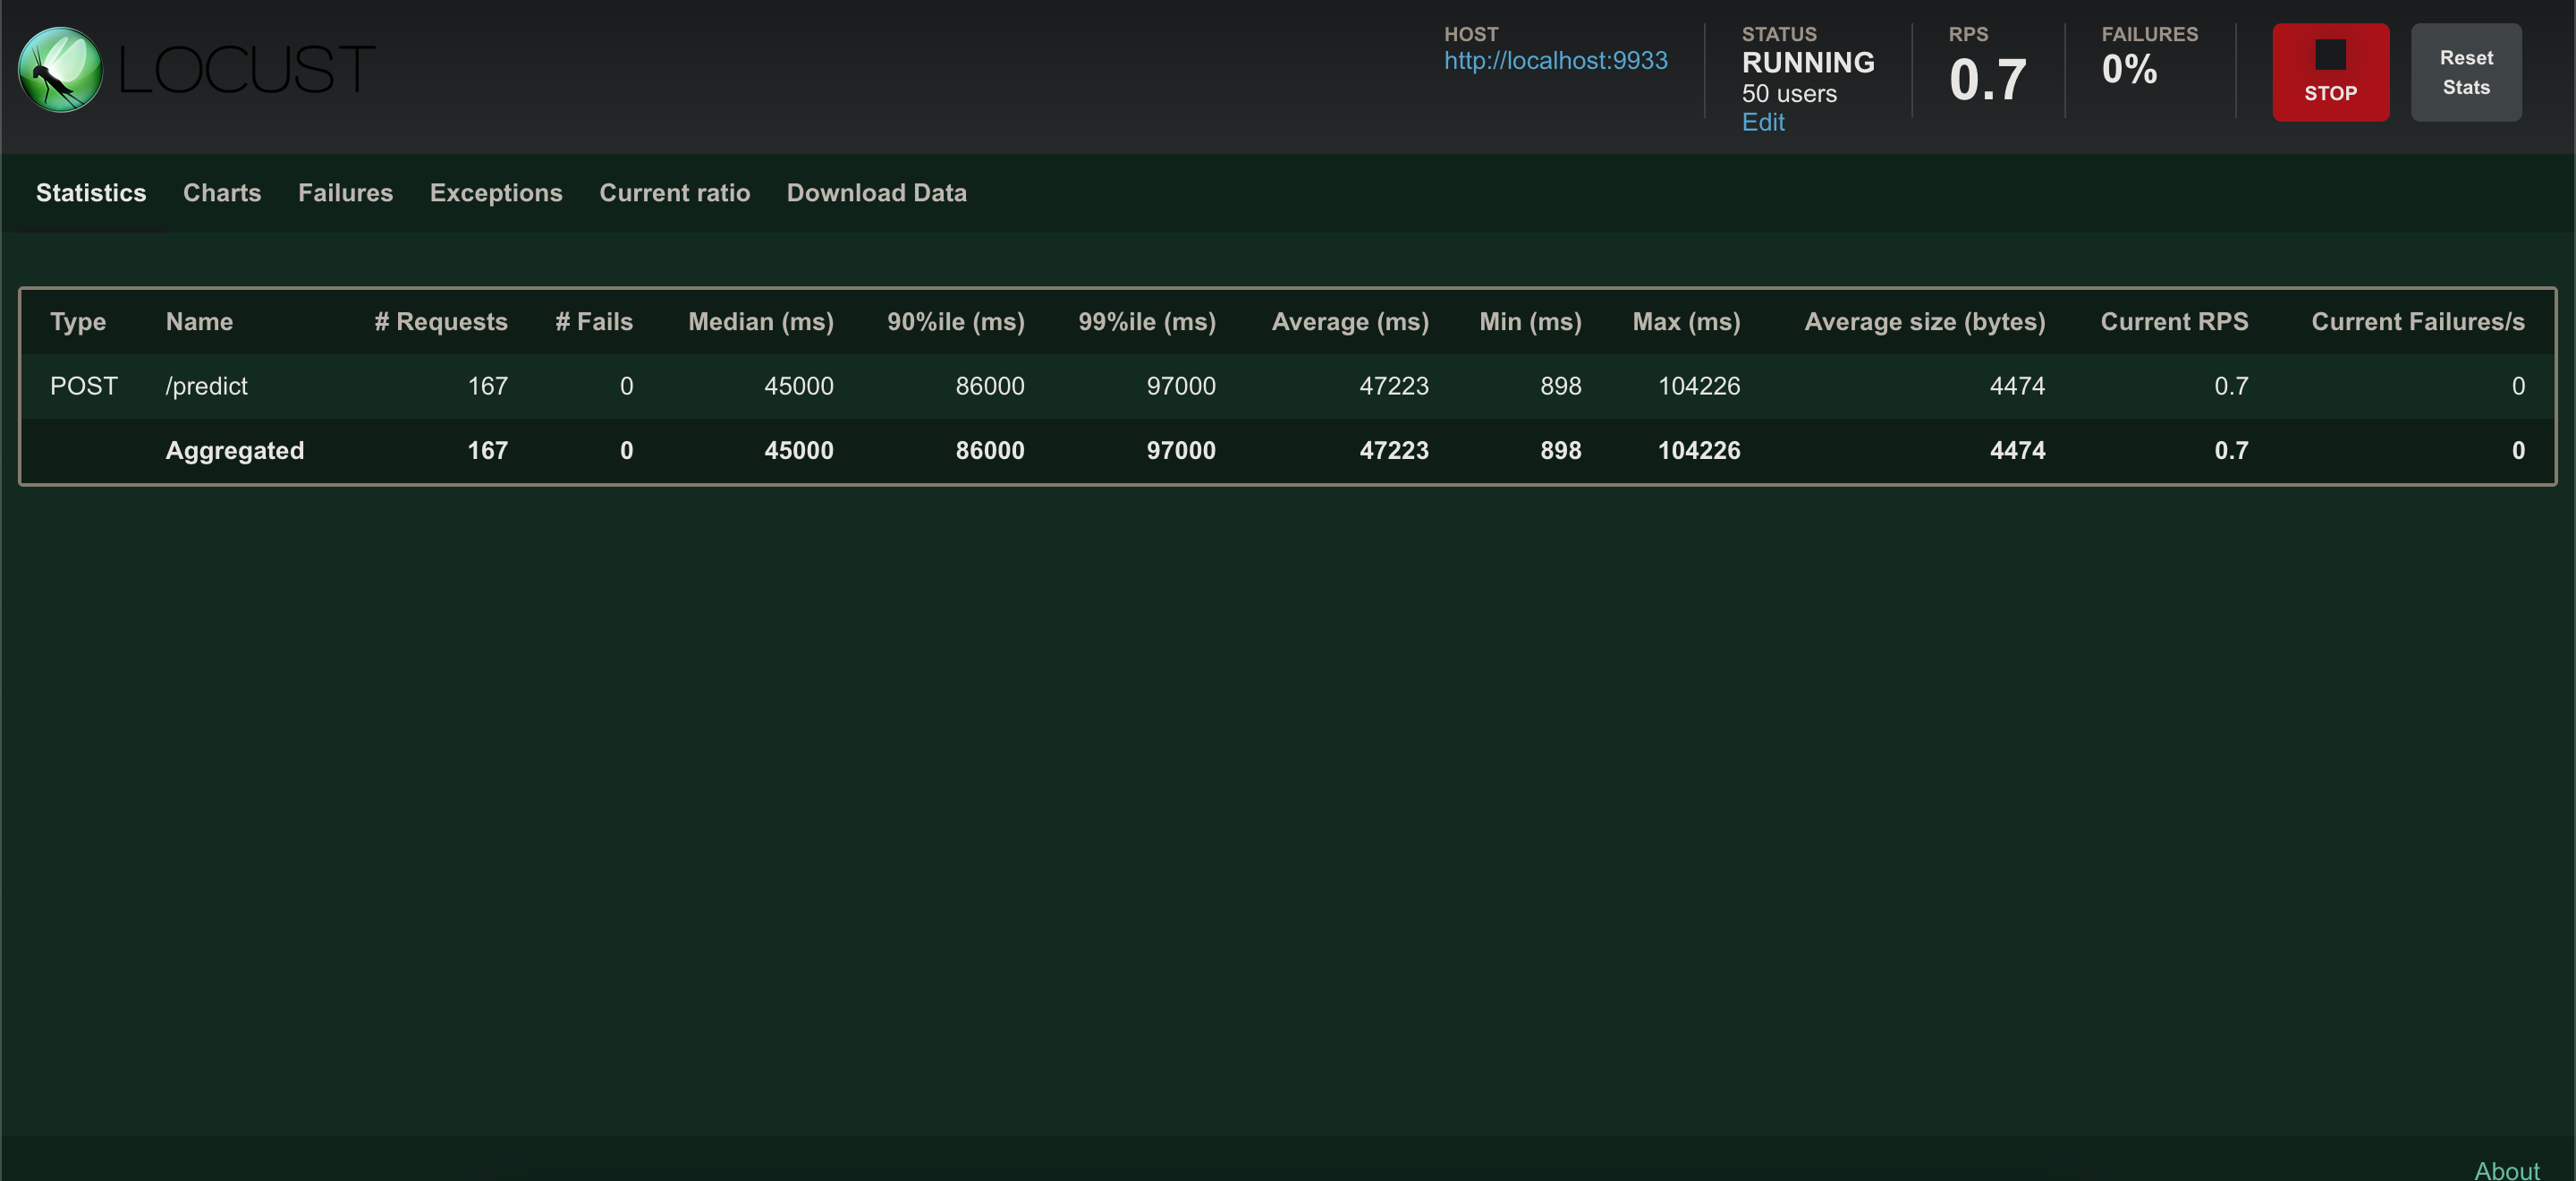 LOCUST
HOST
http://localhost:9933
STATUS
RUNNING
50 users
Edit
RPS
0.7
FAILURES
0%
STOP
Reset
Stats
Statistics Charts Failures Exceptions Current ratio Download Data
Type Name # Requests # Fails Median (ms) 90%ile (ms) 99%ile (ms) Average (ms) Min (ms) Max (ms) Average size (bytes) Current RPS Current Failures/s
POST /predict 167 0 45000 86000 97000 47223 898 104226 4474 0.7 0
Aggregated 167 0 45000 86000 97000 47223 898 104226 4474 0.7 0
About